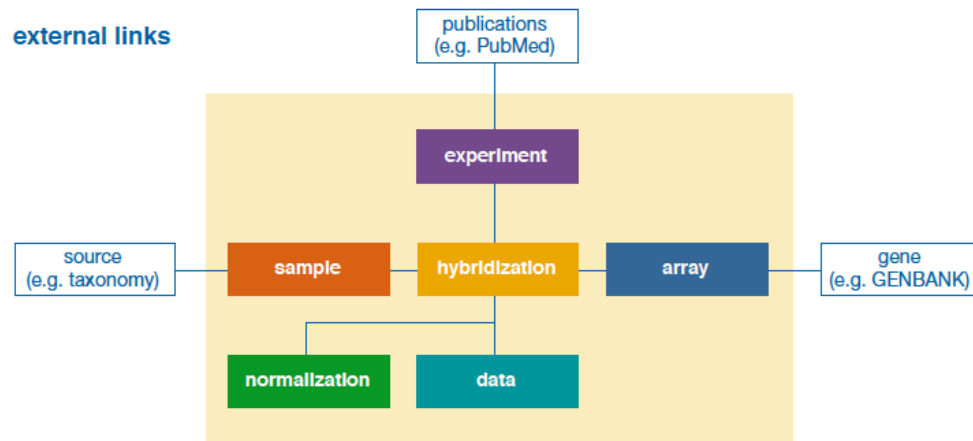 external links
publications
(e.g. PubMed)
experiment
source
(e.g. taxonomy)
sample
hybridization
array
gene
(e.g. GENBANK)
normalization
data